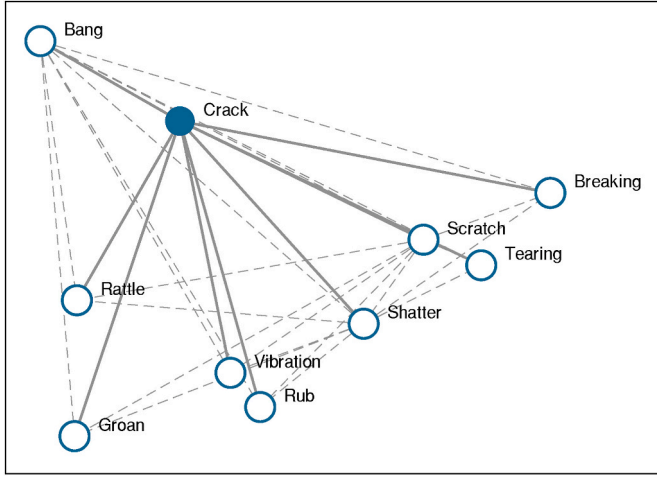 Bang
Crack
Breaking
Scratch
Tearing
Rattle
Shatter
Vibration
Rub
Groan